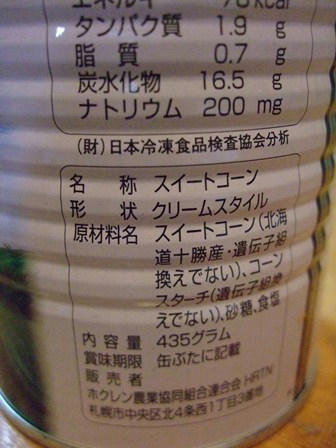 エネルギー 76 kcal
タンパク質 1.9 g
脂質 0.7 g
炭水化物 16.5 g
ナトリウム 200 mg
(財)日本冷凍食品検査協会分析
名称 スイートコーン
形状 クリームスタイル
原材料名 スイートコーン(北海
道十勝産・遺伝子組
換えでない)、コーン
スターチ(遺伝子組換
えでない)、砂糖、食塩
内容量 435グラム
賞味期限 缶ぶたに記載
販売者
ホクレン農業協同組合連合会 HRTN
札幌市中央区北4条西1丁目3番地